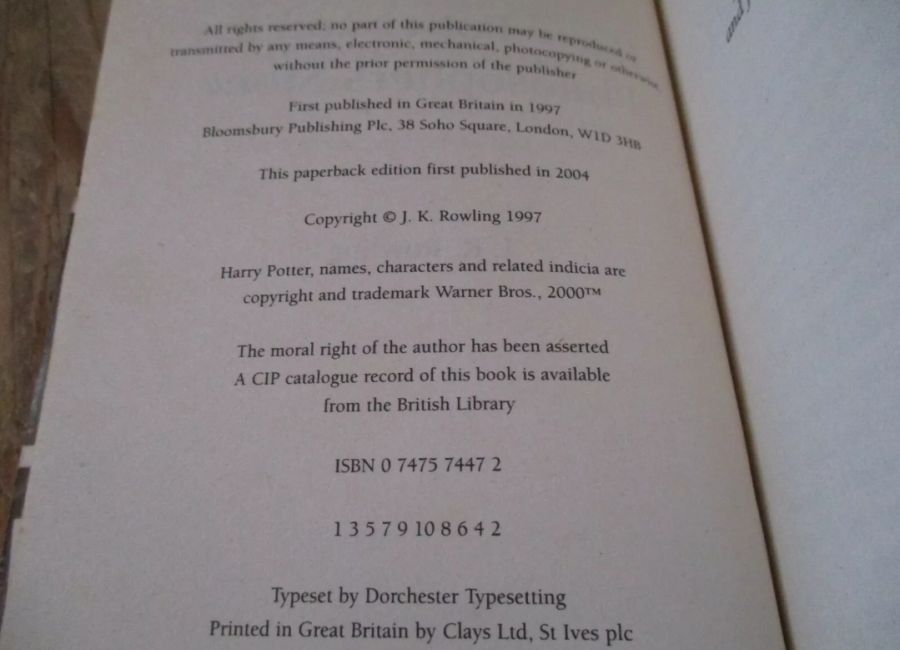 All rights reserved; no part of this publication may be reproduced or
transmitted by any means, electronic, mechanical, photocopying or otherwise
without the prior permission of the publisher
First published in Great Britain in 1997
Bloomsbury Publishing Plc, 38 Soho Square, London, W1D 3HB
This paperback edition first published in 2004
Copyright © J. K. Rowling 1997
Harry Potter, names, characters and related indicia are
copyright and trademark Warner Bros., 2000™
The moral right of the author has been asserted
A CIP catalogue record of this book is available
from the British Library
ISBN 0 7475 7447 2
1 3 5 7 9 10 8 6 4 2
Typeset by Dorchester Typesetting
Printed in Great Britain by Clays Ltd, St Ives plc
and